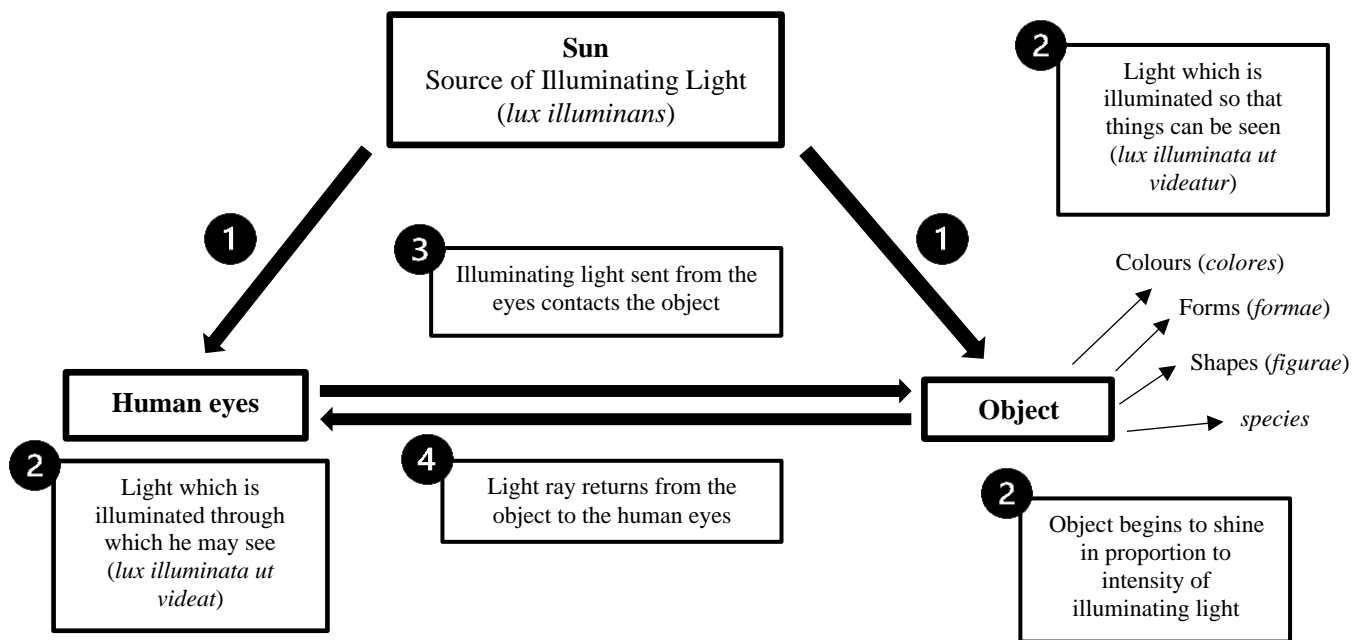 Sun
Source of Illuminating Light
(lux illuminans)
2
Light which is
illuminated so that
things can be seen
(lux illuminata ut
videatur)
1
1
3
Illuminating light sent from the
eyes contacts the object
Colours (colores)
Forms (formae)
Shapes (figurae)
species
Human eyes
Object
2
Light which is
illuminated through
which he may see
(lux illuminata ut
videat)
4
Light ray returns from the
object to the human eyes
2
Object begins to shine
in proportion to
intensity of
illuminating light